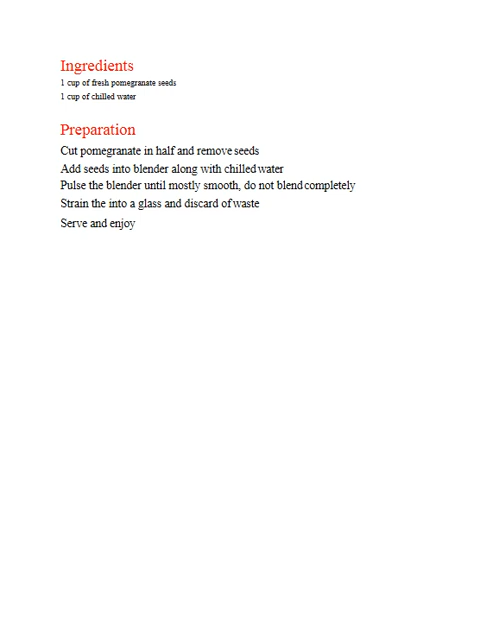 Ingredients
1 cup of fresh pomegranate seeds
1 cup of chilled water
Preparation
Cut pomegranate in half and remove seeds
Add seeds into blender along with chilled water
Pulse the blender until mostly smooth, do not blend completely
Strain the into a glass and discard of waste
Serve and enjoy